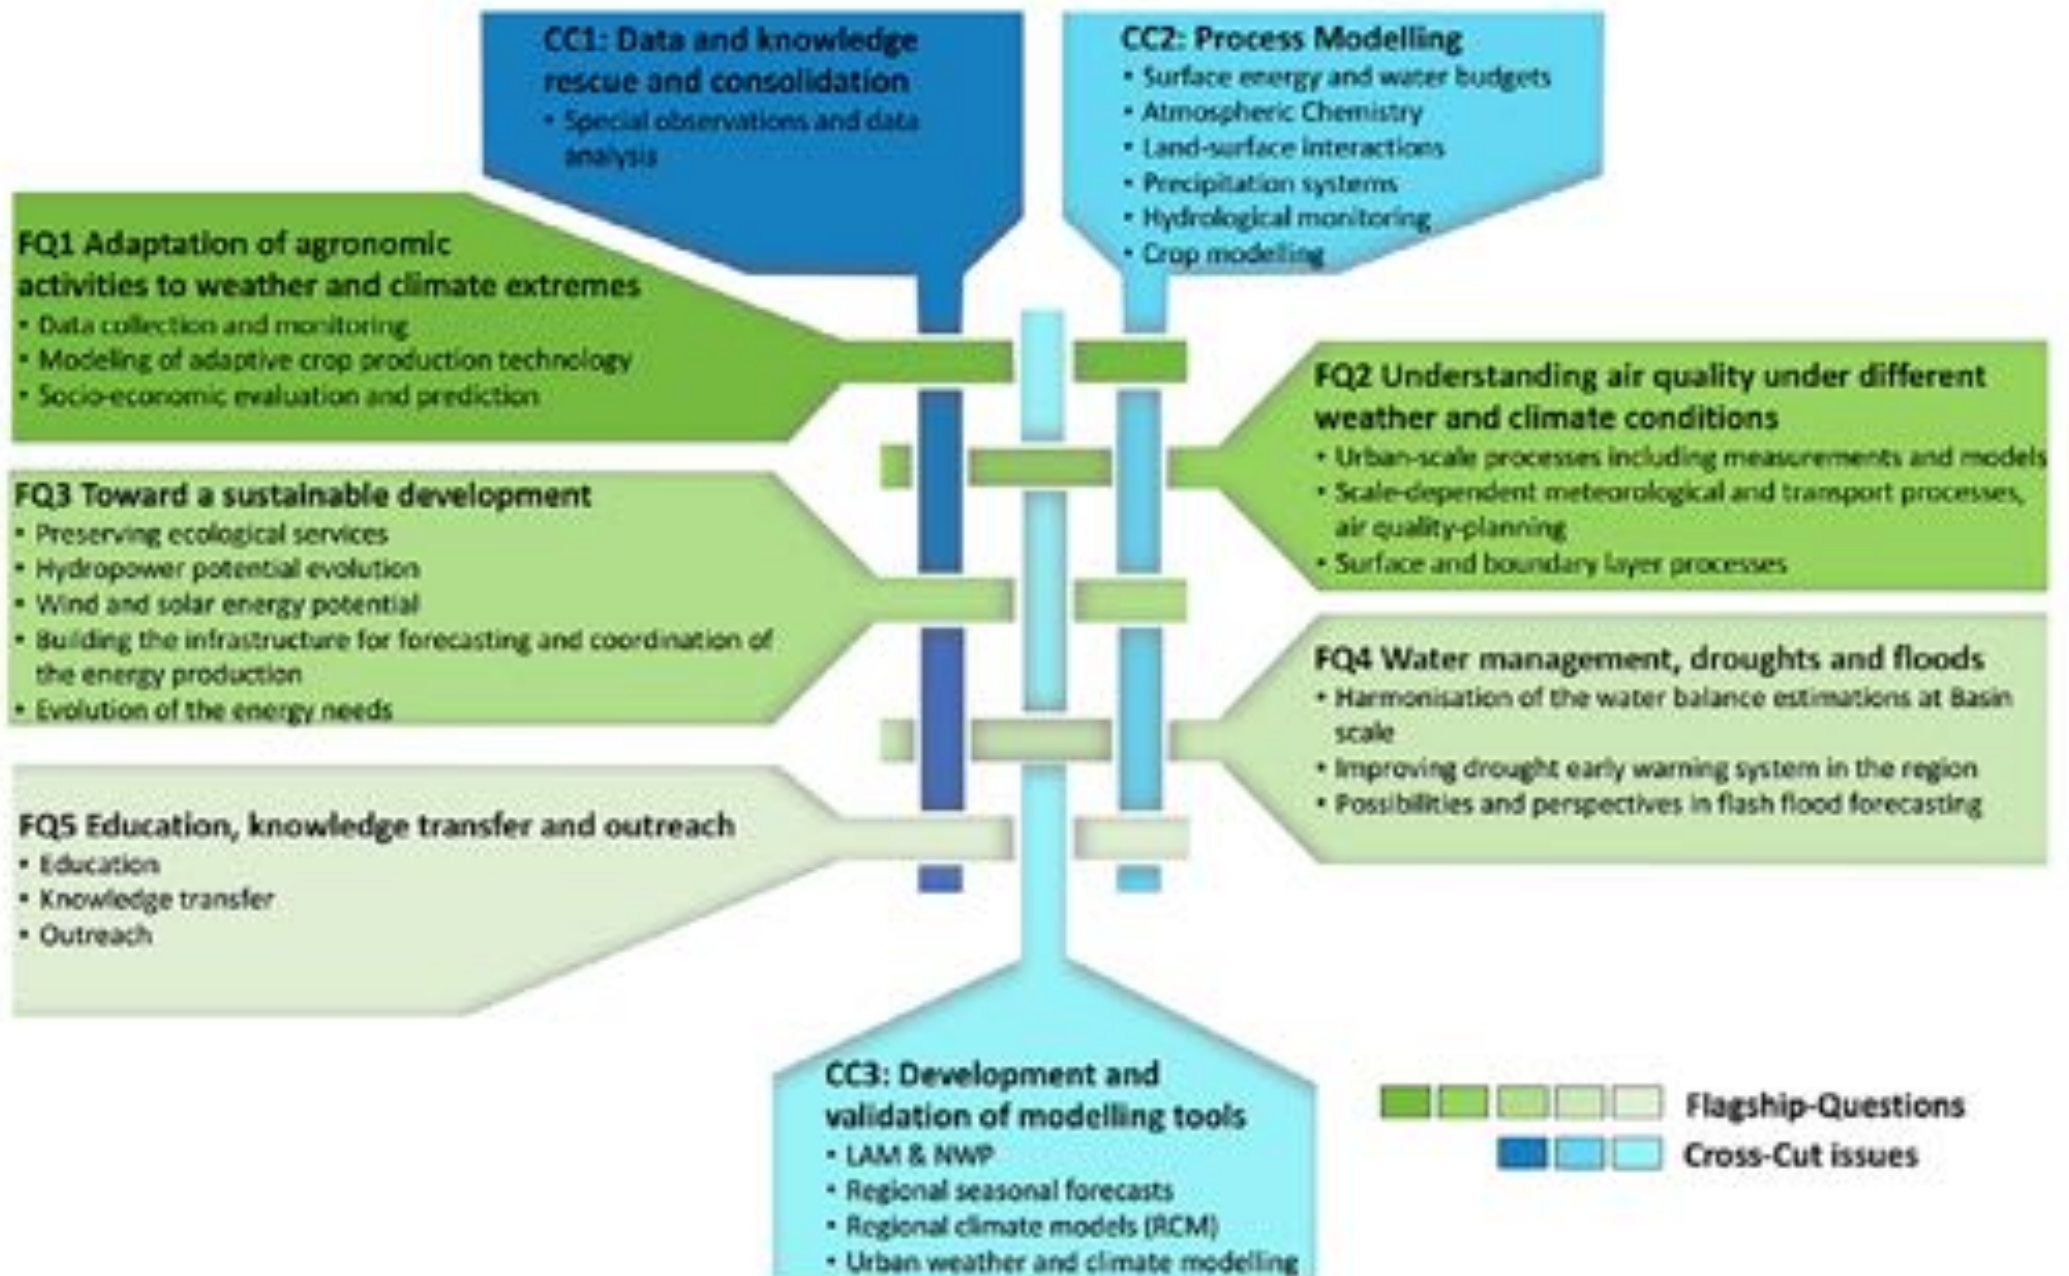 CC1: Data and knowledge
rescue and consolidation
• Special observations and data
analysis
CC2: Process Modelling
• Surface energy and water budgets
• Atmospheric Chemistry
• Land-surface interactions
• Precipitation systems
• Hydrological monitoring
• Crop modelling
FQ1 Adaptation of agronomic
activities to weather and climate extremes
• Data collection and monitoring
• Modeling of adaptive crop production technology
• Socio-economic evaluation and prediction
FQ2 Understanding air quality under different
weather and climate conditions
• Urban-scale processes including measurements and models
• Scale-dependent meteorological and transport processes,
air quality-planning
• Surface and boundary layer processes
FQ3 Toward a sustainable development
• Preserving ecological services
• Hydropower potential evolution
• Wind and solar energy potential
• Building the infrastructure for forecasting and coordination of
the energy production
• Evolution of the energy needs
FQ4 Water management, droughts and floods
• Harmonisation of the water balance estimations at Basin
scale
• Improving drought early warning system in the region
• Possibilities and perspectives in flash flood forecasting
FQ5 Education, knowledge transfer and outreach
• Education
• Knowledge transfer
• Outreach
CC3: Development and
validation of modelling tools
• LAM & NWP
• Regional seasonal forecasts
• Regional climate models (RCM)
• Urban weather and climate modelling
Flagship-Questions
Cross-Cut issues